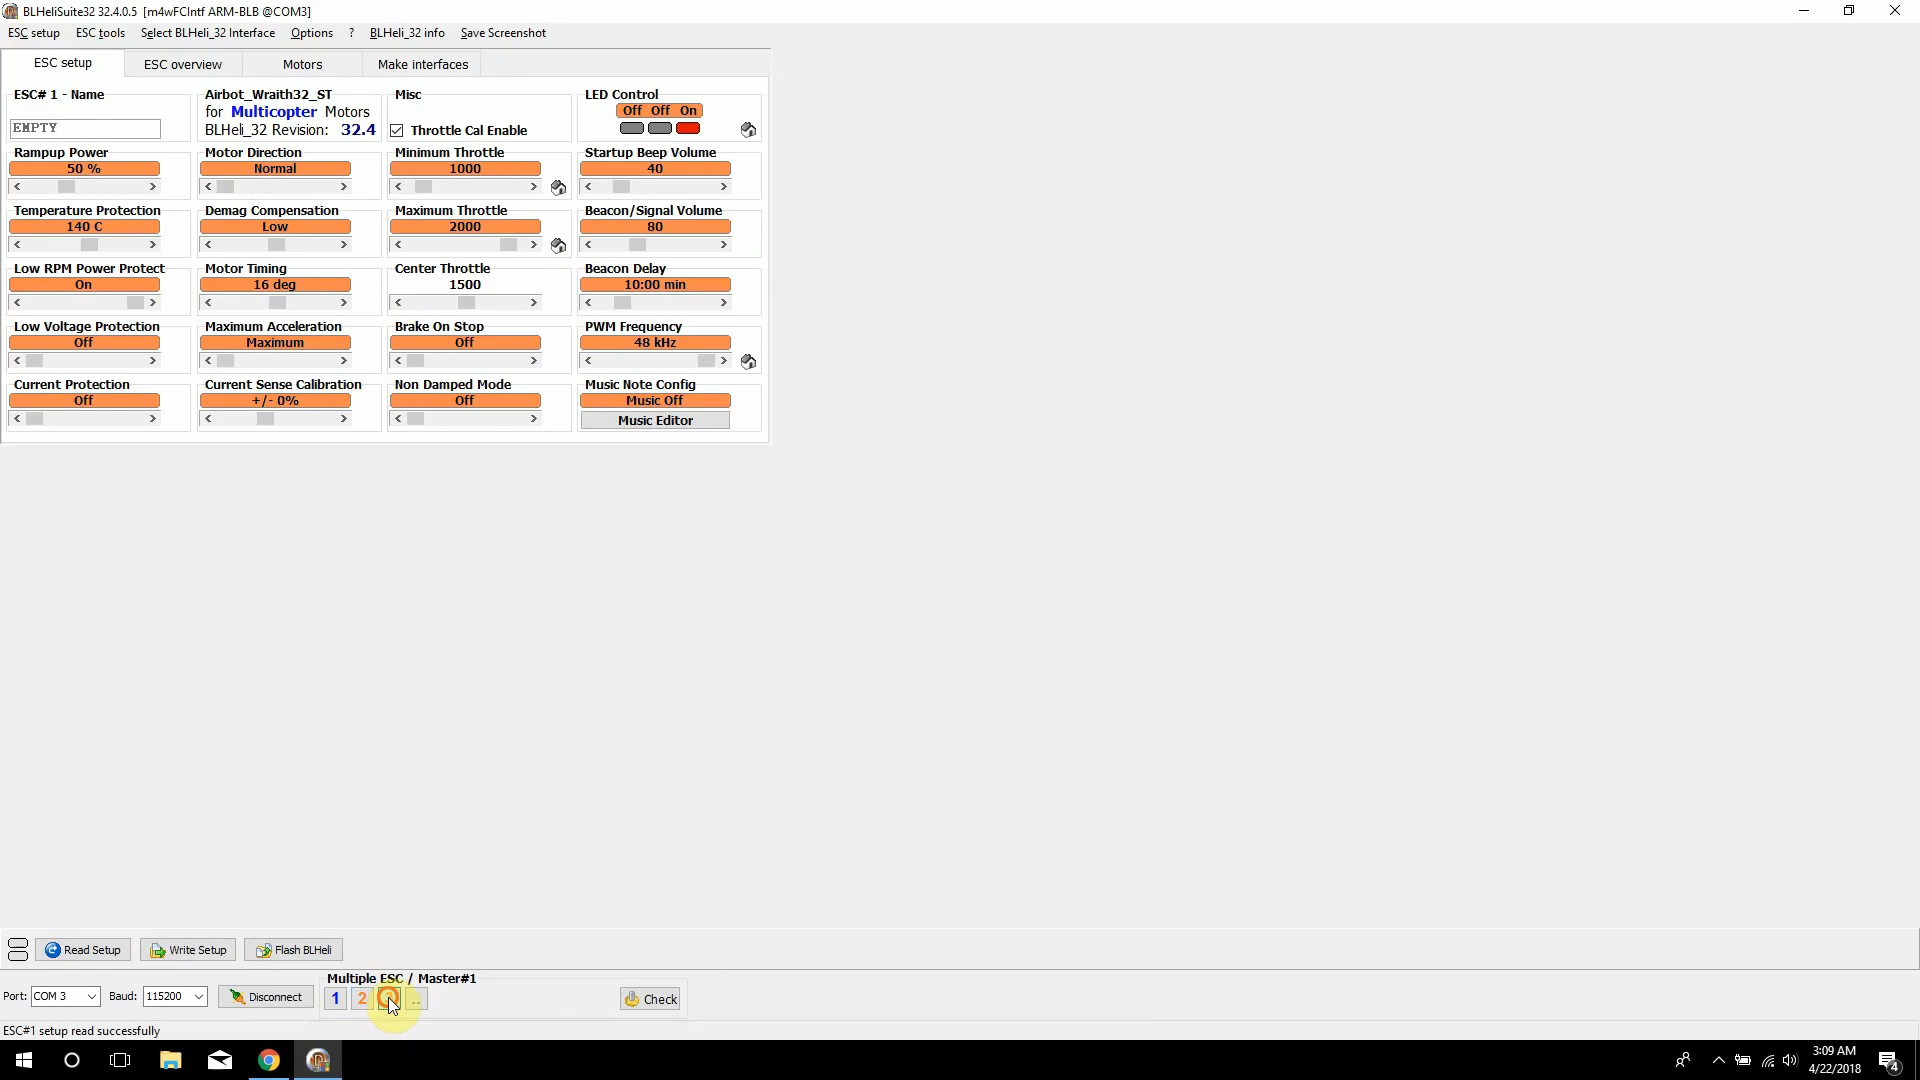 BLHeliSuite32 32.4.0.5  [m4wFCIntf ARM-BLB @COM3]
ESC setup  ESC tools  Select BLHeli_32 Interface  Options  ?  BLHeli_32 info  Save Screenshot
ESC setup  ESC overview  Motors  Make interfaces
ESC# 1 - Name
EMPTY
Airbot_Wraith32_ST
for Multicopter Motors
BLHeli_32 Revision: 32.4
Misc
Throttle Cal Enable
LED Control
Off Off On
Rampup Power
50 %
Motor Direction
Normal
Minimum Throttle
1000
Startup Beep Volume
40
Temperature Protection
140 C
Demag Compensation
Low
Maximum Throttle
2000
Beacon/Signal Volume
80
Low RPM Power Protect
On
Motor Timing
16 deg
Center Throttle
1500
Beacon Delay
10:00 min
Low Voltage Protection
Off
Maximum Acceleration
Maximum
Brake On Stop
Off
PWM Frequency
48 kHz
Current Protection
Off
Current Sense Calibration
+/- 0%
Non Damped Mode
Off
Music Note Config
Music Off
Music Editor
Read Setup  Write Setup  Flash BLHeli
Multiple ESC / Master#1
Port: COM 3  Baud: 115200  Disconnect  1  2  ..  Check
ESC#1 setup read successfully
3:09 AM
4/22/2018
4